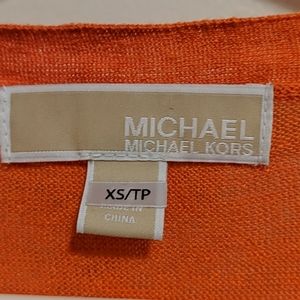 MICHAEL
MICHAEL KORS
XS/TP
MADE IN
CHINA